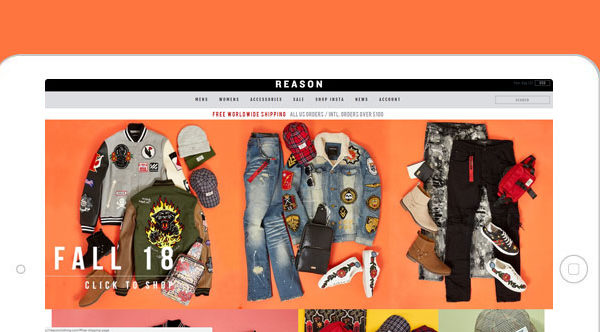 REASON
MENS WOMENS ACCESSORIES SALE SHOP INSTA NEWS ACCOUNT
SEARCH
FREE WORLDWIDE SHIPPING ALL US ORDERS / INTL. ORDERS OVER $100
FALL 18
CLICK TO SHOP